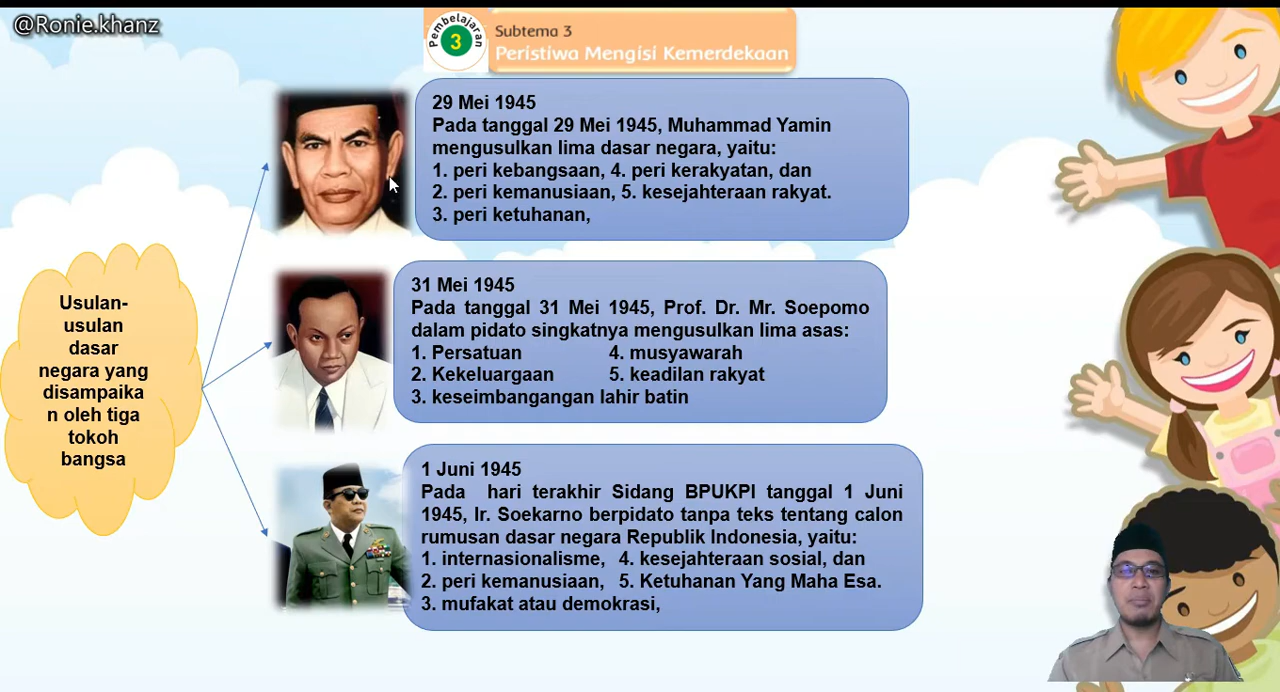 @Ronie.khanz
Pembelajaran
3
Subtema 3
Peristiwa Mengisi Kemerdekaan
Usulan-
usulan
dasar
negara yang
disampaika
n oleh tiga
tokoh
bangsa
29 Mei 1945
Pada tanggal 29 Mei 1945, Muhammad Yamin
mengusulkan lima dasar negara, yaitu:
1. peri kebangsaan, 4. peri kerakyatan, dan
2. peri kemanusiaan, 5. kesejahteraan rakyat.
3. peri ketuhanan,
31 Mei 1945
Pada tanggal 31 Mei 1945, Prof. Dr. Mr. Soepomo
dalam pidato singkatnya mengusulkan lima asas:
1. Persatuan 4. musyawarah
2. Kekeluargaan 5. keadilan rakyat
3. keseimbangangan lahir batin
1 Juni 1945
Pada hari terakhir Sidang BPUKPI tanggal 1 Juni
1945, Ir. Soekarno berpidato tanpa teks tentang calon
rumusan dasar negara Republik Indonesia, yaitu:
1. internasionalisme, 4. kesejahteraan sosial, dan
2. peri kemanusiaan, 5. Ketuhanan Yang Maha Esa.
3. mufakat atau demokrasi,